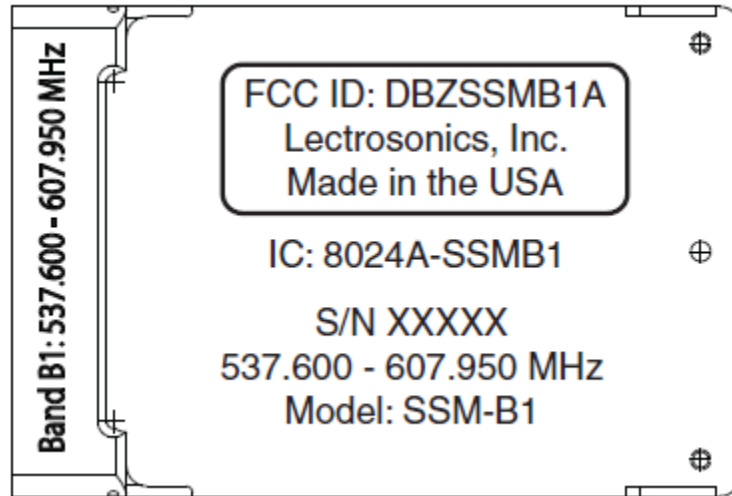 Band B1: 537.600 - 607.950 MHz
FCC ID: DBZSSMB1A
Lectrosonics, Inc.
Made in the USA
IC: 8024A-SSMB1
S/N XXXXX
537.600 - 607.950 MHz
Model: SSM-B1